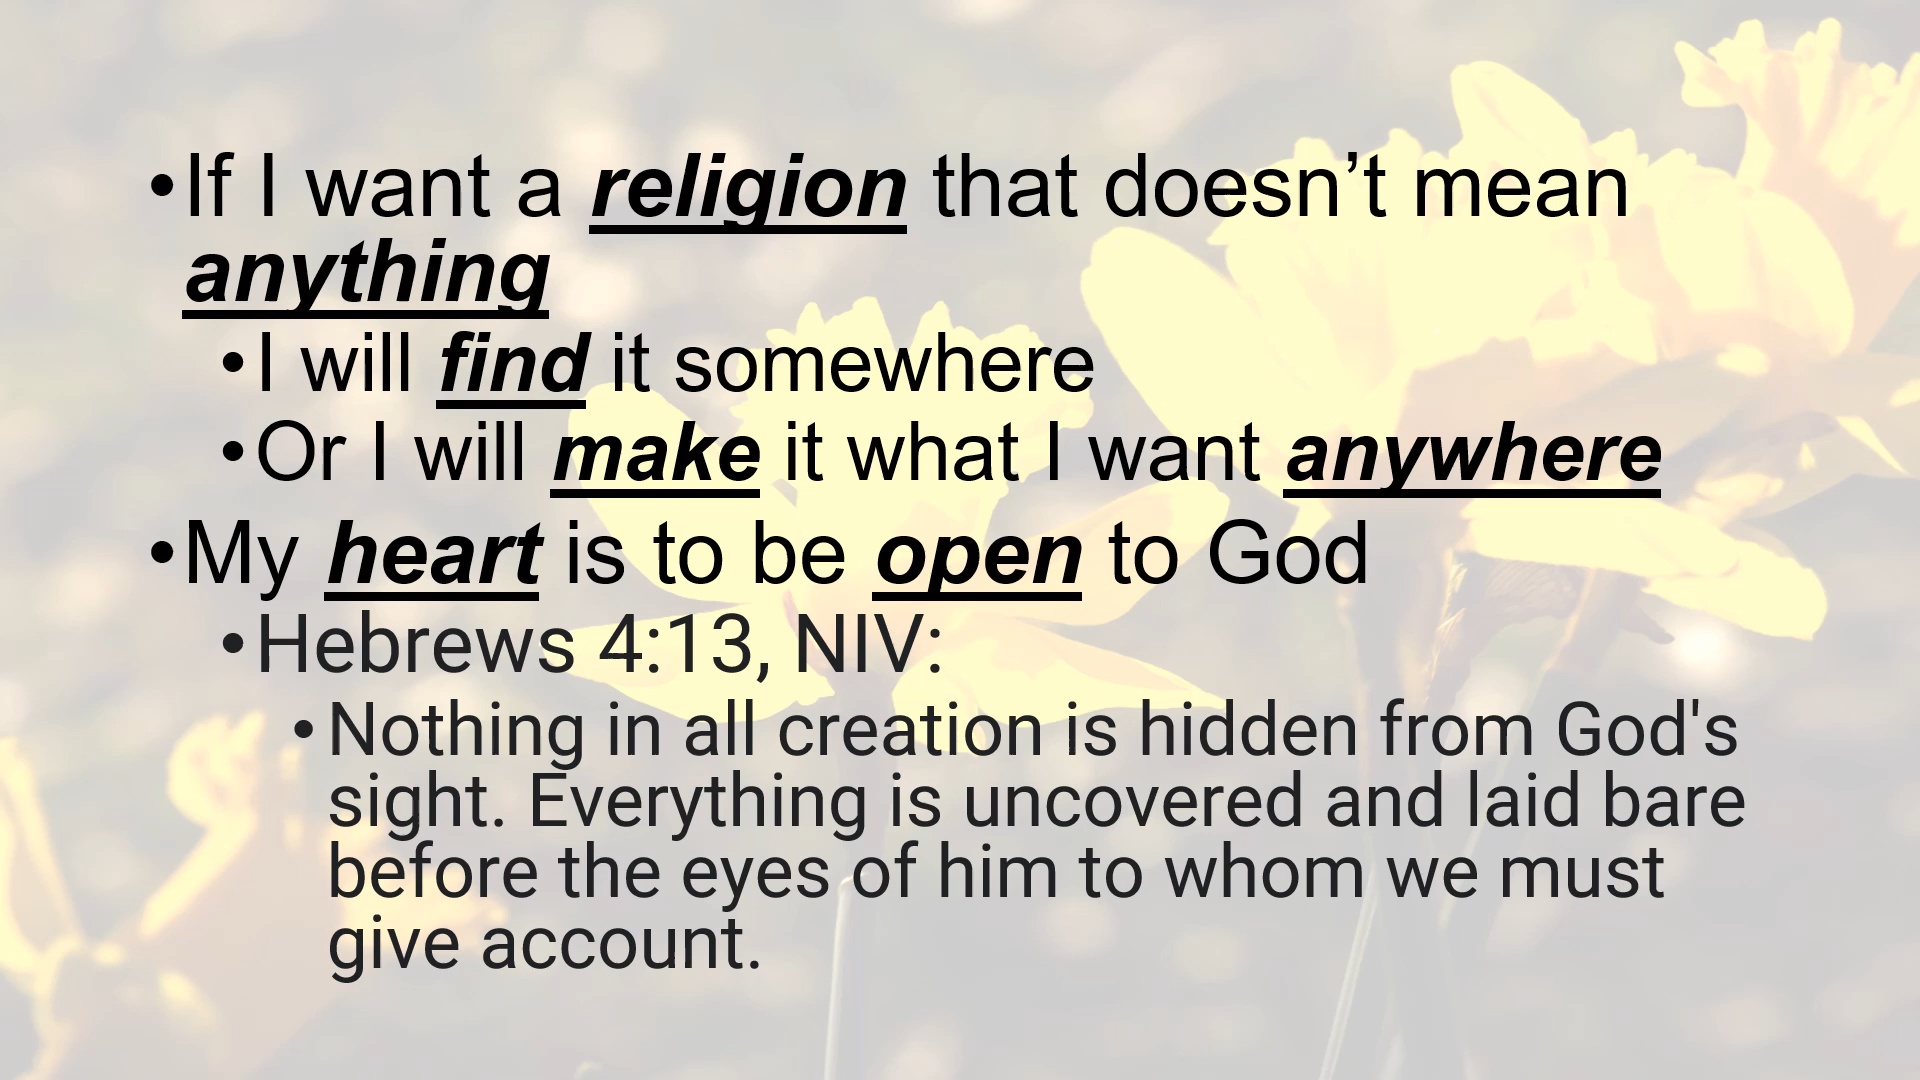 •If I want a religion that doesn’t mean
anything
•I will find it somewhere
•Or I will make it what I want anywhere
•My heart is to be open to God
•Hebrews 4:13, NIV:
•Nothing in all creation is hidden from God's
sight. Everything is uncovered and laid bare
before the eyes of him to whom we must
give account.